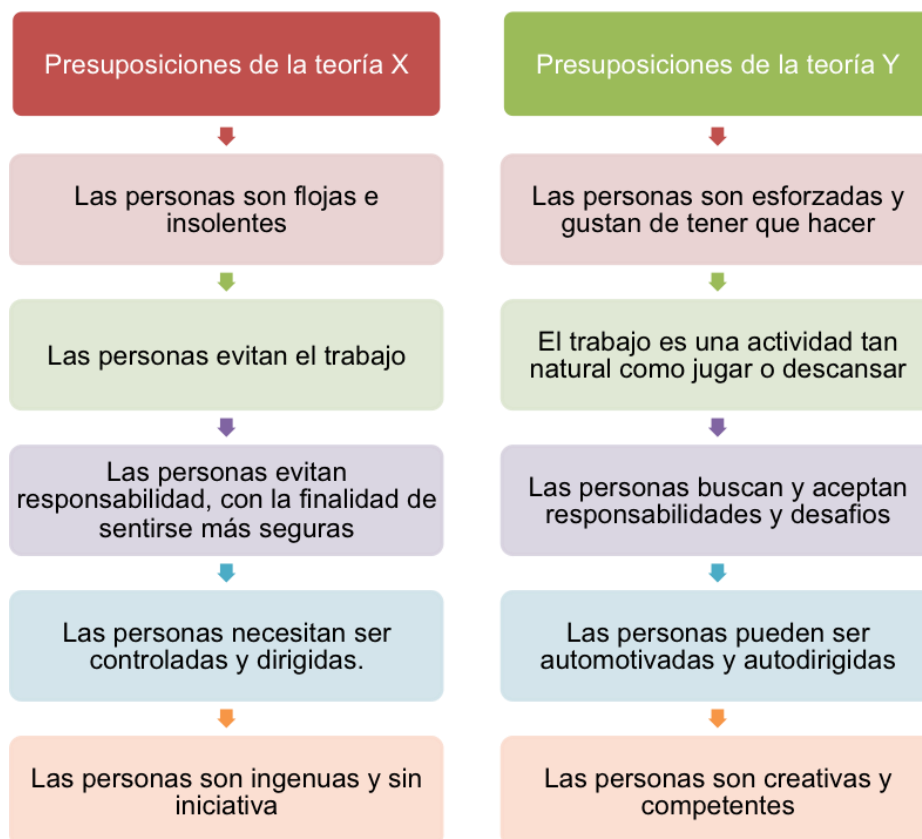 Presuposiciones de la teoría X
Las personas son flojas e
insolentes
Las personas evitan el trabajo
Las personas evitan
responsabilidad, con la finalidad de
sentirse más seguras
Las personas necesitan ser
controladas y dirigidas.
Las personas son ingenuas y sin
iniciativa
Presuposiciones de la teoría Y
Las personas son esforzadas y
gustan de tener que hacer
El trabajo es una actividad tan
natural como jugar o descansar
Las personas buscan y aceptan
responsabilidades y desafios
Las personas pueden ser
automotivadas y autodirigidas
Las personas son creativas y
competentes